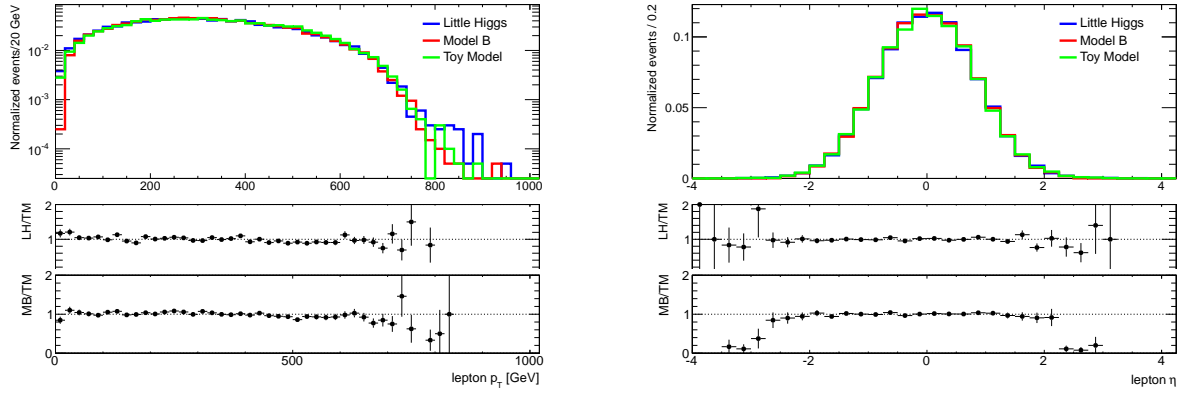 Normalized events/20 GeV
10⁻²
10⁻³
10⁻⁴
Little Higgs
Model B
Toy Model
0 200 400 600 800 1000
LH/TM
2
1
MB/TM
2
1
0
0 500 1000
lepton p_T [GeV]
Normalized events / 0.2
0.1
0.05
0
Little Higgs
Model B
Toy Model
-4 -2 0 2 4
LH/TM
2
1
MB/TM
2
1
0
-4 -2 0 2 4
lepton η